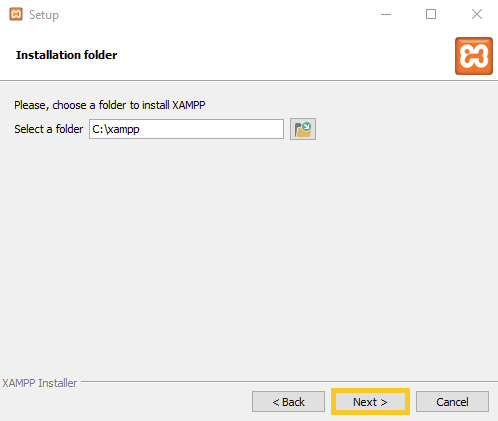 Setup
Installation folder
Please, choose a folder to install XAMPP
Select a folder C:\xampp
XAMPP Installer
< Back Next > Cancel